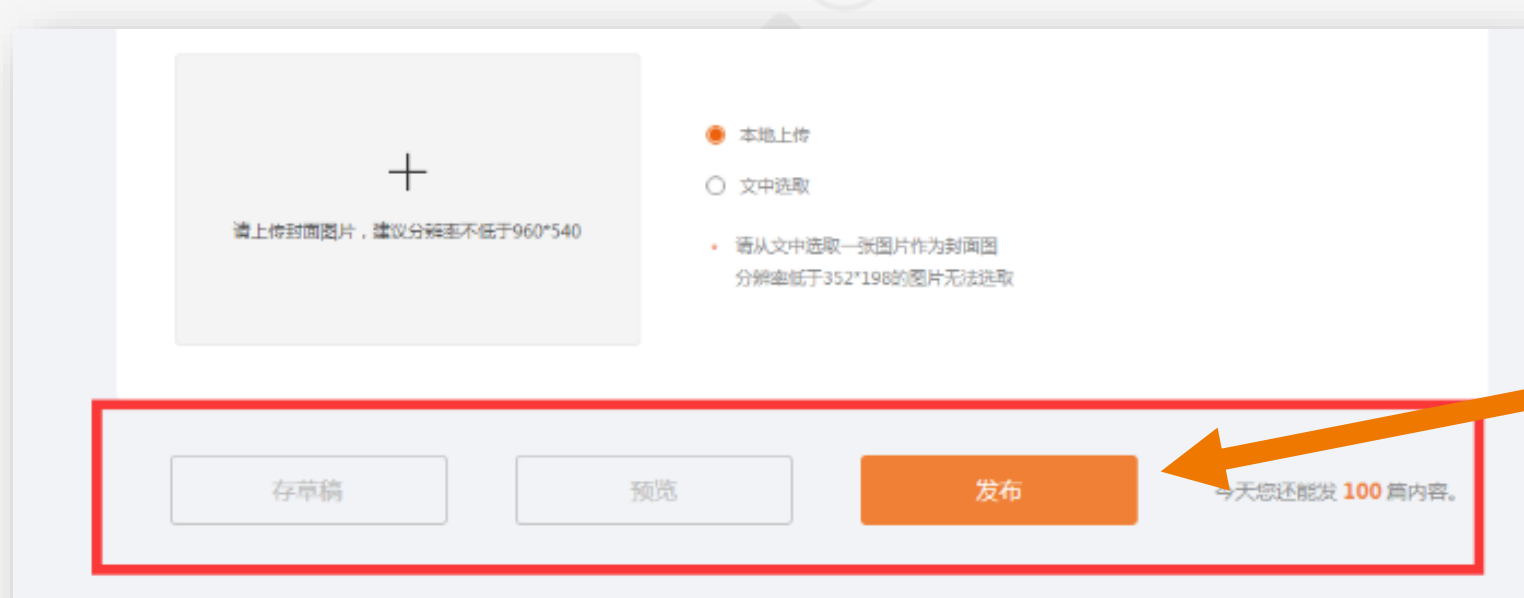 本地上传
文中选取
请上传封面图片，建议分辨率不低于960*540
请从文中选取一张图片作为封面图
分辨率低于352*198的图片无法选取
存草稿
预览
发布
今天您还能发 100 篇内容。